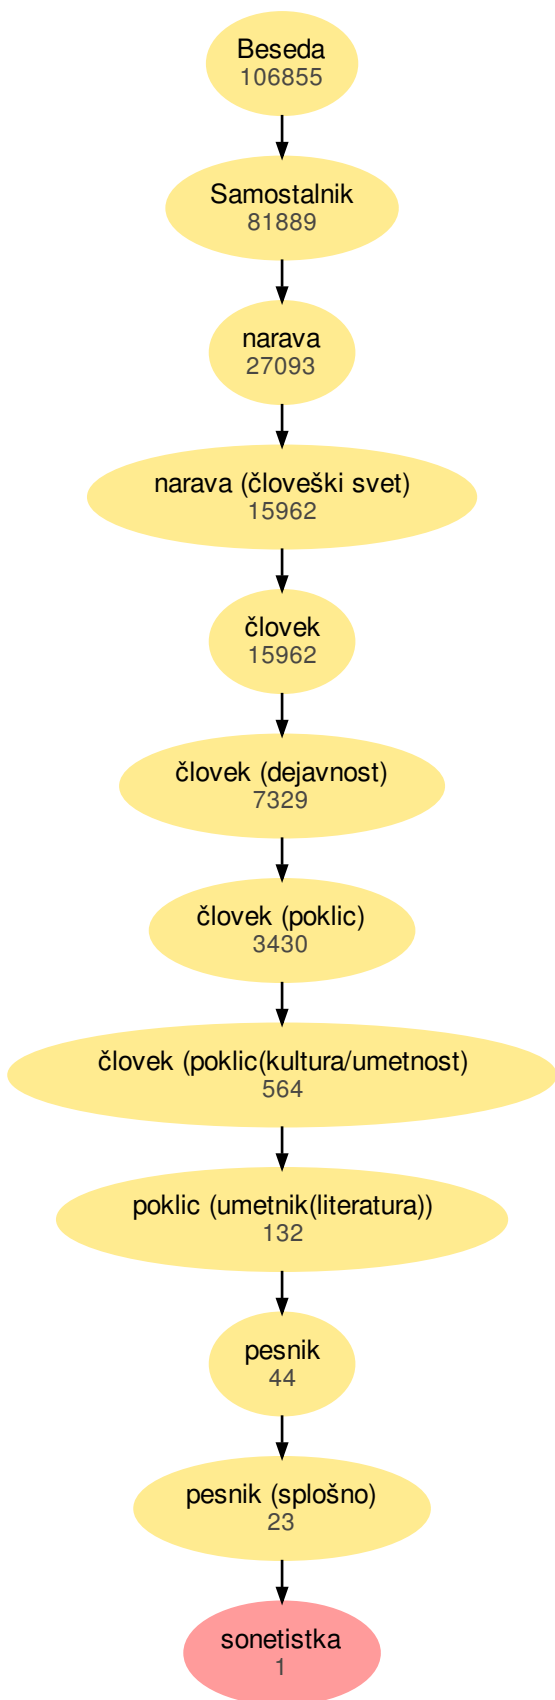 Beseda
106855
Samostalnik
81889
narava
27093
narava (človeški svet)
15962
človek
15962
človek (dejavnost)
7329
človek (poklic)
3430
človek (poklic(kultura/umetnost)
564
poklic (umetnik(literatura))
132
pesnik
44
pesnik (splošno)
23
sonetistka
1